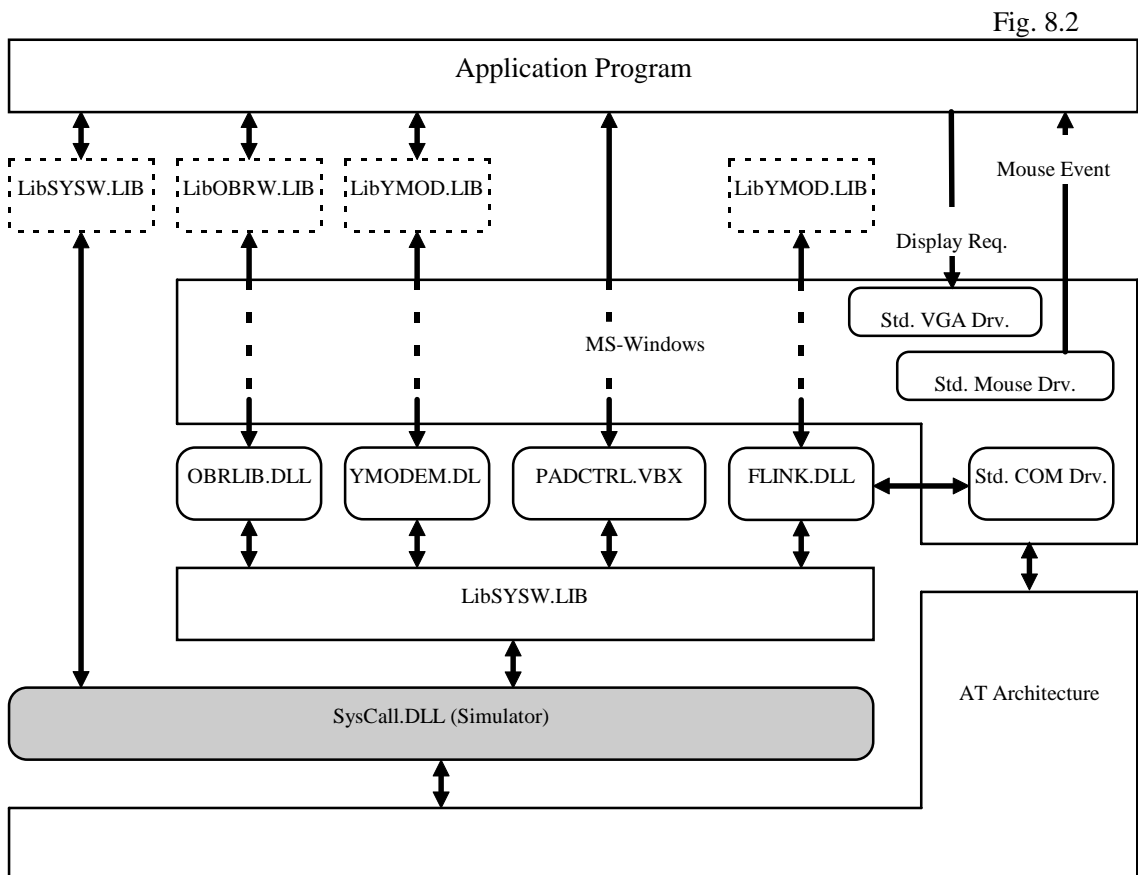 Fig. 8.2
Application Program
LibSYSW.LIB
LibOBRW.LIB
LibYMOD.LIB
LibYMOD.LIB
Mouse Event
Display Req.
Std. VGA Drv.
MS-Windows
Std. Mouse Drv.
OBRLIB.DLL
YMODEM.DL
PADCTRL.VBX
FLINK.DLL
Std. COM Drv.
LibSYSW.LIB
AT Architecture
SysCall.DLL (Simulator)